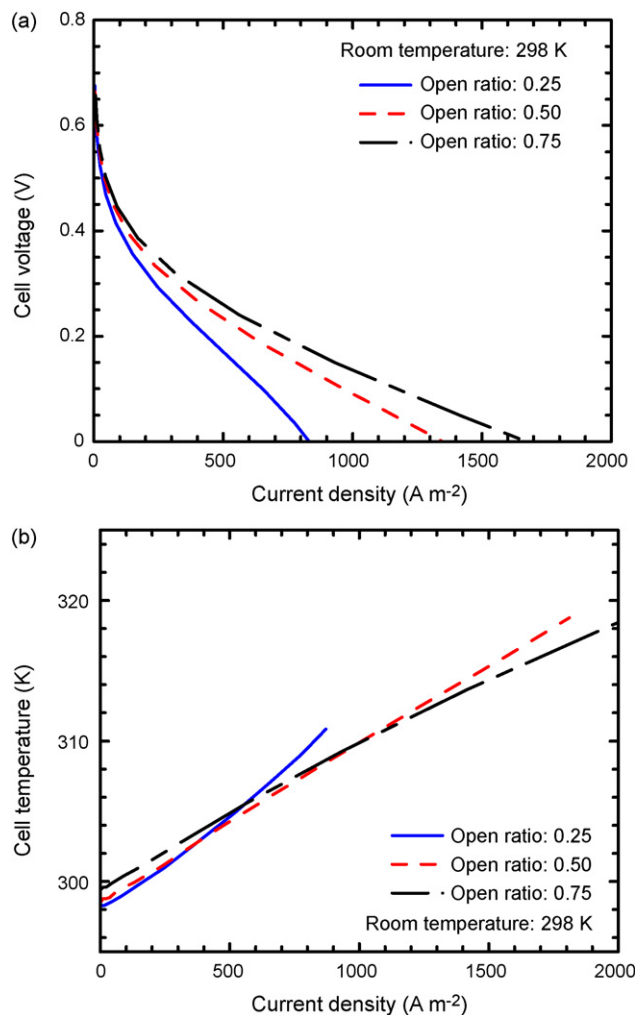 (a)
0.8
0.6
0.4
0.2
0
Cell voltage (V)
Room temperature: 298 K
Open ratio: 0.25
Open ratio: 0.50
Open ratio: 0.75
0 500 1000 1500 2000
Current density (A m-2)
(b)
320
310
300
Cell temperature (K)
Open ratio: 0.25
Open ratio: 0.50
Open ratio: 0.75
Room temperature: 298 K
0 500 1000 1500 2000
Current density (A m-2)